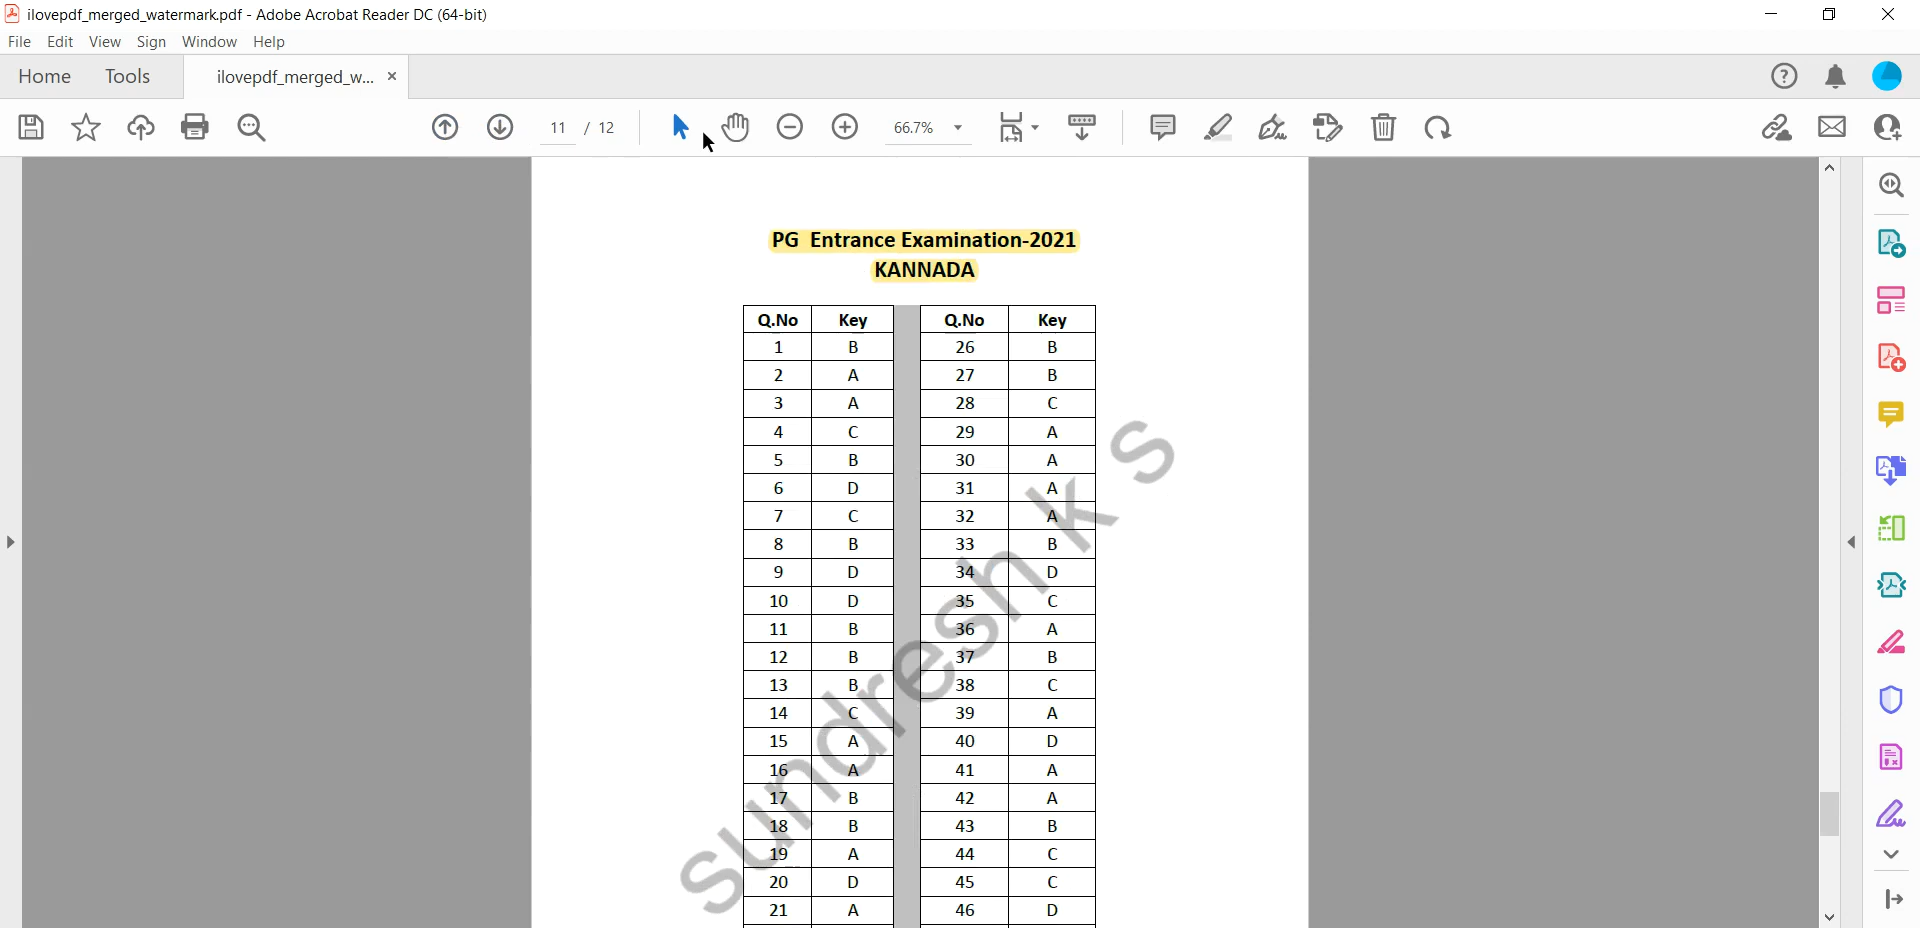 ilovepdf_merged_watermark.pdf - Adobe Acrobat Reader DC (64-bit)
File Edit View Sign Window Help
Home Tools ilovepdf_merged_w... ×
11 / 12 66.7%
PG Entrance Examination-2021
KANNADA
Q.No Key Q.No Key
1 B 26 B
2 A 27 B
3 A 28 C
4 C 29 A
5 B 30 A
6 D 31 A
7 C 32 A
8 B 33 B
9 D 34 D
10 D 35 C
11 B 36 A
12 B 37 B
13 B 38 C
14 C 39 A
15 A 40 D
16 A 41 A
17 B 42 A
18 B 43 B
19 A 44 C
20 D 45 C
21 A 46 D
sundresh k s